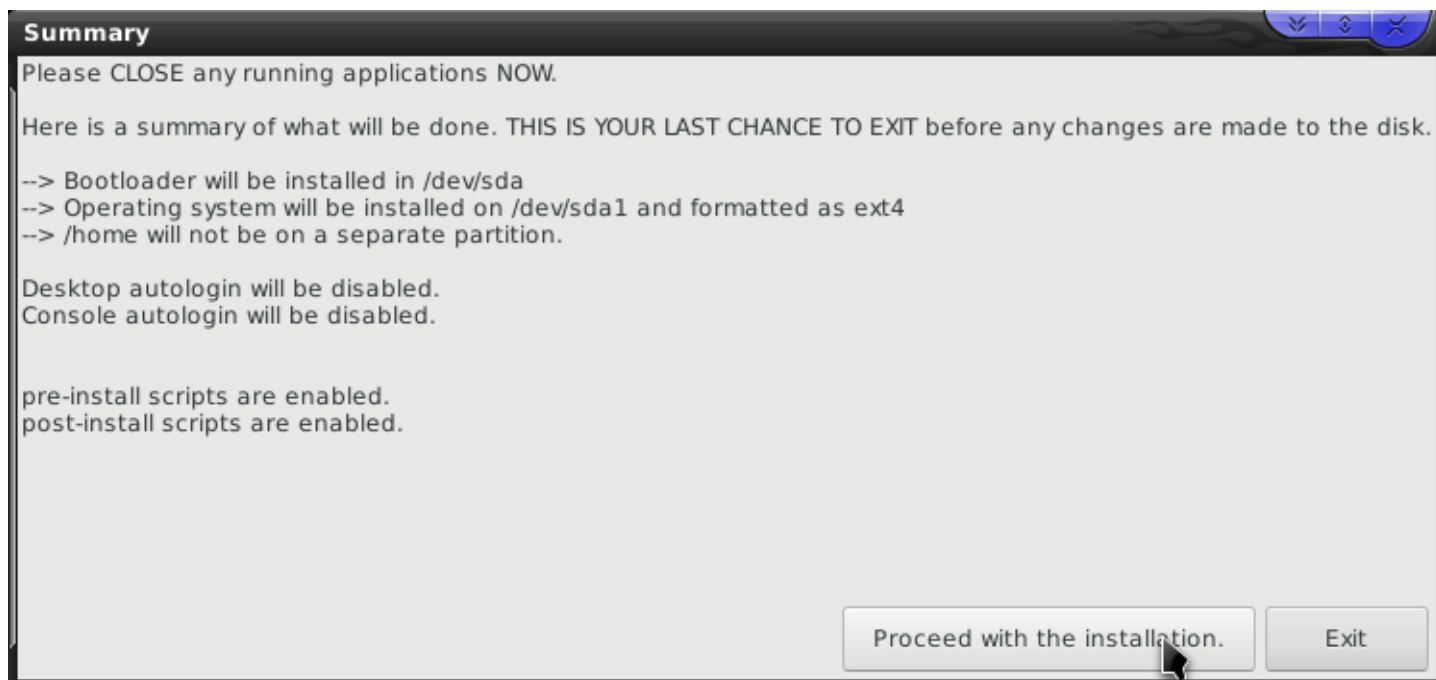 Summary
Please CLOSE any running applications NOW.
Here is a summary of what will be done. THIS IS YOUR LAST CHANCE TO EXIT before any changes are made to the disk.
--> Bootloader will be installed in /dev/sda
--> Operating system will be installed on /dev/sda1 and formatted as ext4
--> /home will not be on a separate partition.
Desktop autologin will be disabled.
Console autologin will be disabled.
pre-install scripts are enabled.
post-install scripts are enabled.
Proceed with the installation.
Exit